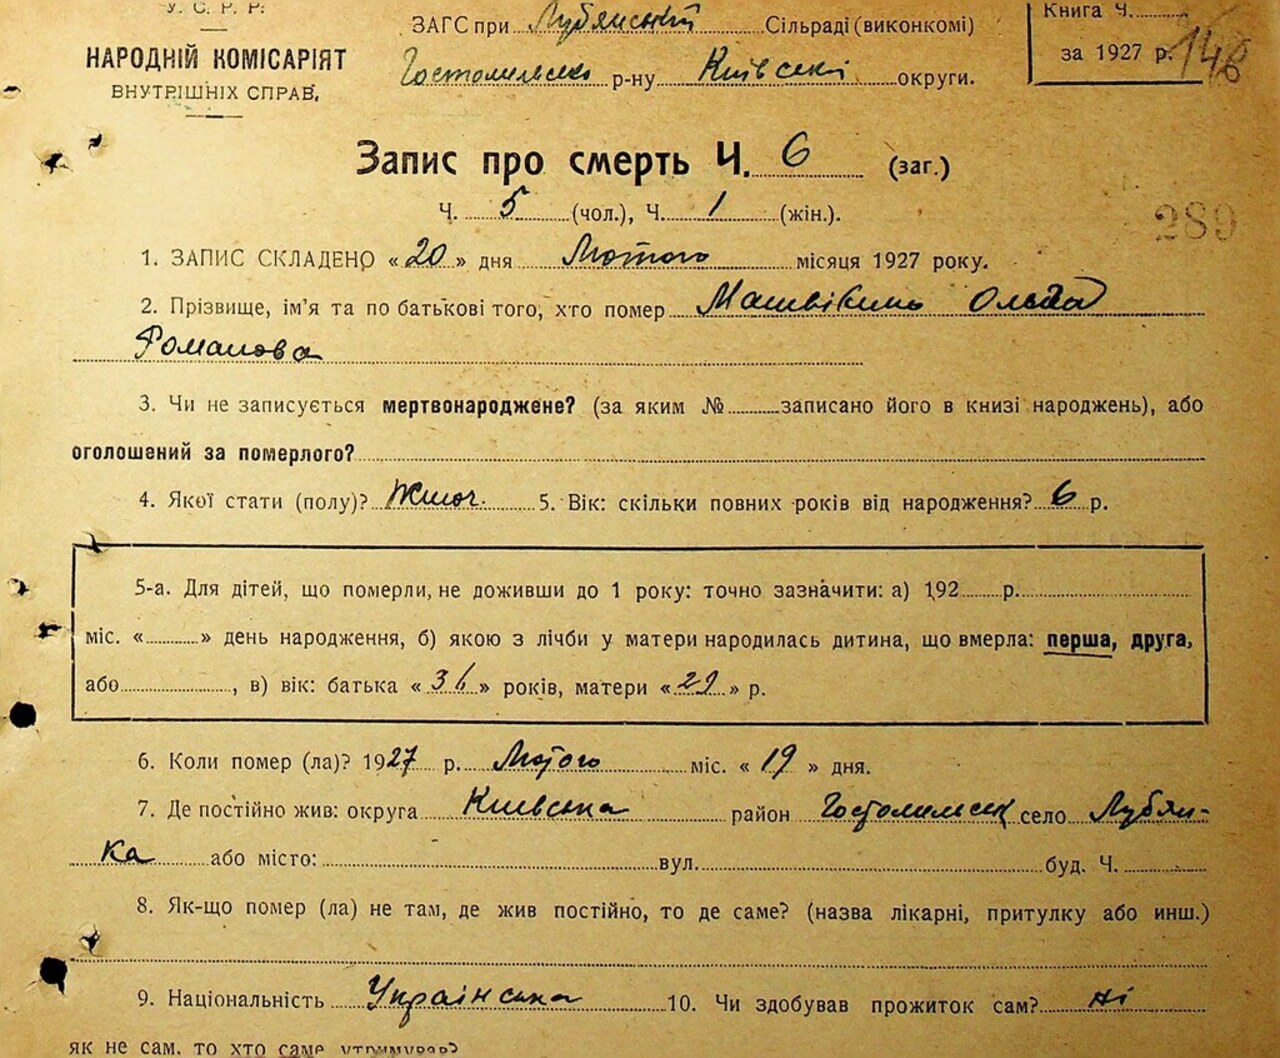 У. С. Р. Р.
НАРОДНІЙ КОМІСАРІЯТ
ВНУТРІШНІХ СПРАВ.
ЗАГС при Лубянській Сільраді (виконкомі)
Гостомильсько р-ну Київської округи.
Книга Ч.
за 1927 р. 148
Запис про смерть Ч. 6 (заг.)
Ч. 5 (чол.), Ч. 1 (жін.).
289
1. ЗАПИС СКЛАДЕНО «20» дня Лютого місяця 1927 року.
2. Прізвище, ім'я та по батькові того, хто помер Ольга
Романова
3. Чи не записується мертвонароджене? (за яким № записано його в книзі народжень), або
оголошений за померлого?
4. Якої стати (полу)? Жіноч. 5. Вік: скільки повних років від народження? 6 р.
5-а. Для дітей, що померли, не доживши до 1 року: точно зазначити: а) 192 р.
міс. « » день народження, б) якою з лічби у матери народилась дитина, що вмерла: перша, друга,
або , в) вік: батька «36» років, матери «29» р.
6. Коли помер (ла)? 1927 р. Лютого міс. «19» дня.
7. Де постійно жив: округа Київська район Гостомильськ село Лубян-
ка або місто: вул. буд. Ч.
8. Як-що помер (ла) не там, де жив постійно, то де саме? (назва лікарні, притулку або инш.)
9. Національність Українська 10. Чи здобував прожиток сам? ні
як не сам, то хто саме утримував?